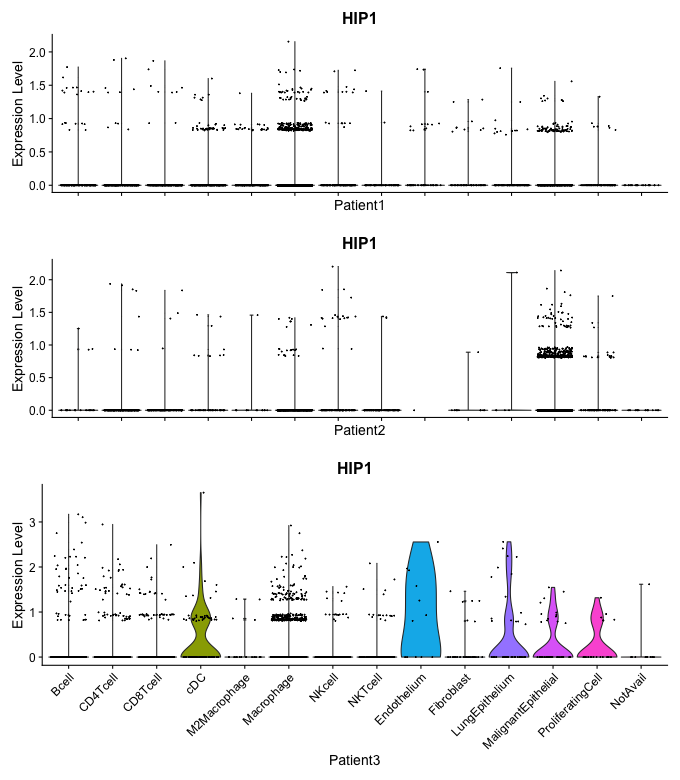 HIP1
Expression Level
2.0
1.5
1.0
0.5
0.0
Patient1
HIP1
Expression Level
2.0
1.5
1.0
0.5
0.0
Patient2
HIP1
Expression Level
3
2
1
0
Bcell
CD4Tcell
CD8Tcell
cDC
M2Macrophage
Macrophage
NKcell
NKTcell
Endothelium
Fibroblast
LungEpithelium
MalignantEpithelial
ProliferatingCell
NotAvail
Patient3